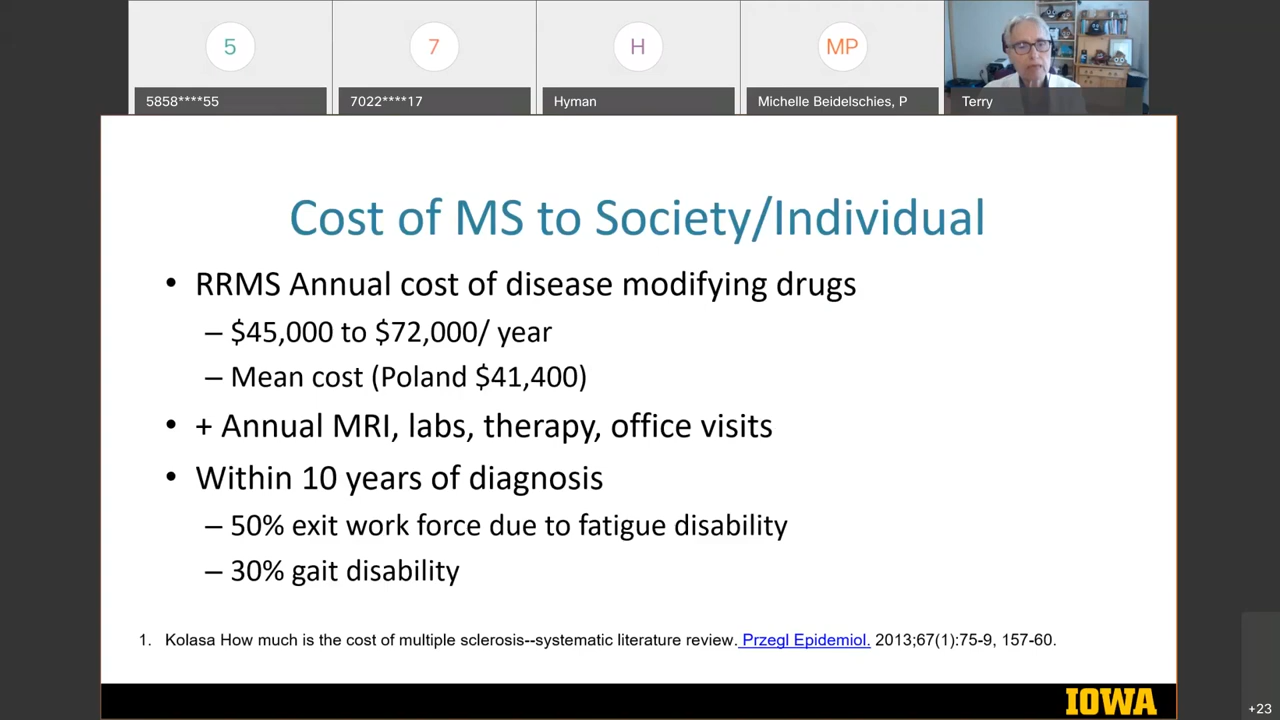 5
7
H
MP
5858****55
7022****17
Hyman
Michelle Beidelschies, P
Terry
Cost of MS to Society/Individual
• RRMS Annual cost of disease modifying drugs
– $45,000 to $72,000/ year
– Mean cost (Poland $41,400)
• + Annual MRI, labs, therapy, office visits
• Within 10 years of diagnosis
– 50% exit work force due to fatigue disability
– 30% gait disability
1. Kolasa How much is the cost of multiple sclerosis--systematic literature review. Przegl Epidemiol. 2013;67(1):75-9, 157-60.
IOWA
+23